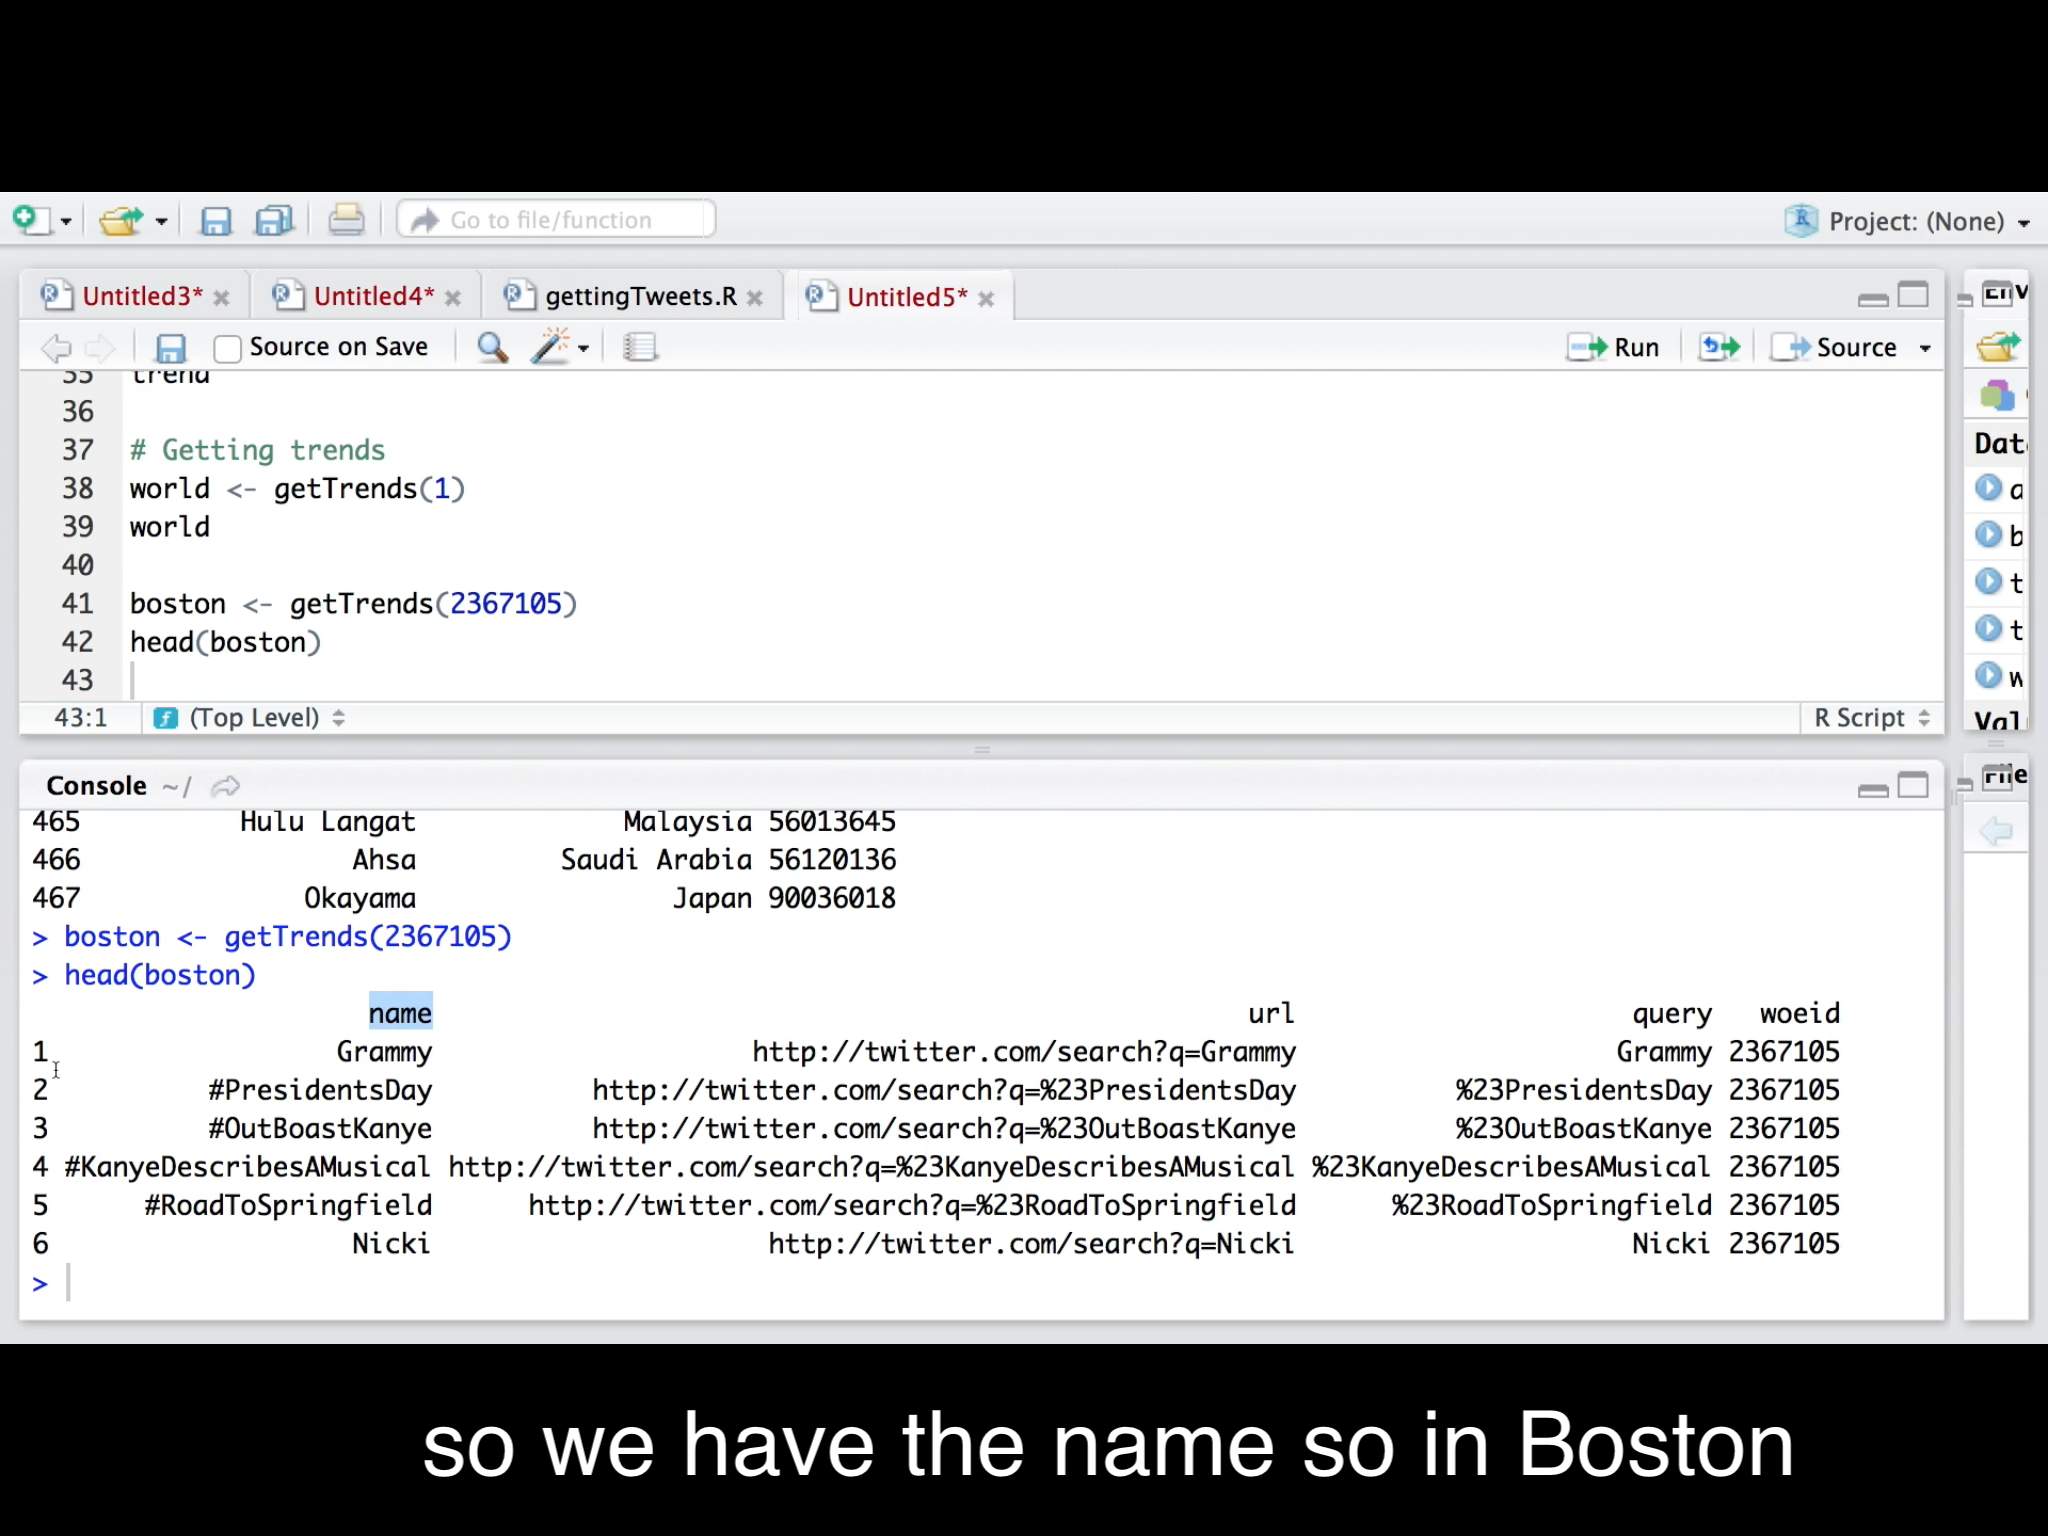 Go to file/function
Project: (None)
Untitled3*
Untitled4*
gettingTweets.R
Untitled5*
Source on Save
Run
Source
35 trend
36
37 # Getting trends
38 world <- getTrends(1)
39 world
40
41 boston <- getTrends(2367105)
42 head(boston)
43
43:1 (Top Level) R Script
Dat
a
b
t
t
w
Console ~/
465 Hulu Langat Malaysia 56013645
466 Ahsa Saudi Arabia 56120136
467 Okayama Japan 90036018
> boston <- getTrends(2367105)
> head(boston)
name url query woeid
1 Grammy http://twitter.com/search?q=Grammy Grammy 2367105
2 #PresidentsDay http://twitter.com/search?q=%23PresidentsDay %23PresidentsDay 2367105
3 #OutBoastKanye http://twitter.com/search?q=%23OutBoastKanye %23OutBoastKanye 2367105
4 #KanyeDescribesAMusical http://twitter.com/search?q=%23KanyeDescribesAMusical %23KanyeDescribesAMusical 2367105
5 #RoadToSpringfield http://twitter.com/search?q=%23RoadToSpringfield %23RoadToSpringfield 2367105
6 Nicki http://twitter.com/search?q=Nicki Nicki 2367105
>
so we have the name so in Boston